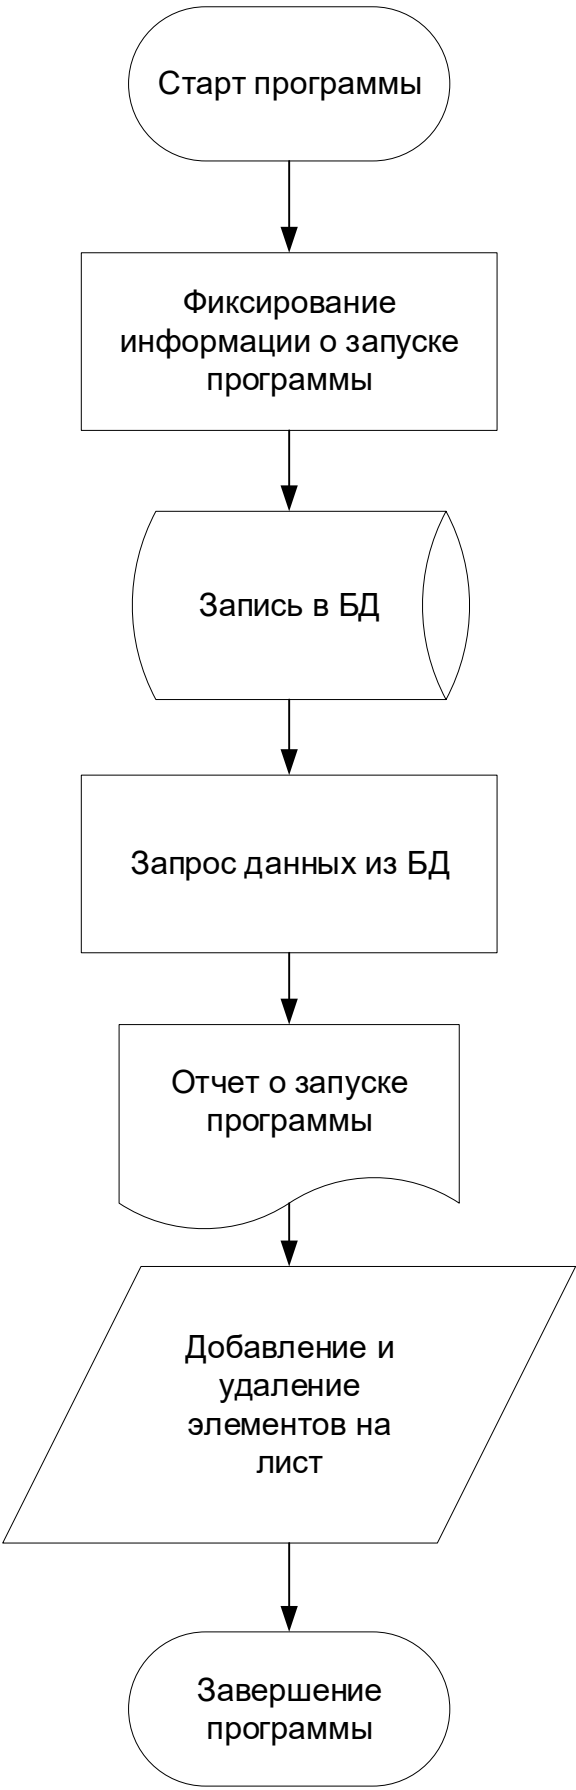 Старт программы
Фиксирование
информации о запуске
программы
Запись в БД
Запрос данных из БД
Отчет о запуске
программы
Добавление и
удаление
элементов на
лист
Завершение
программы